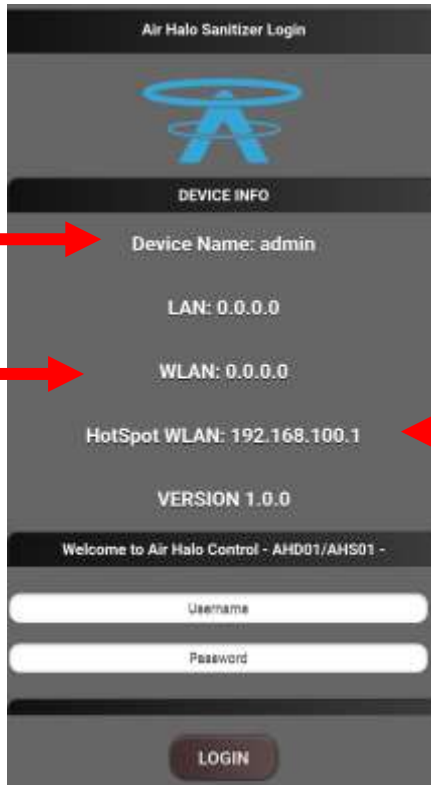 Air Halo Sanitizer Login
DEVICE INFO
Device Name: admin
LAN: 0.0.0.0
WLAN: 0.0.0.0
HotSpot WLAN: 192.168.100.1
VERSION 1.0.0
Welcome to Air Halo Control - AHD01/AHS01 -
Username
Password
LOGIN